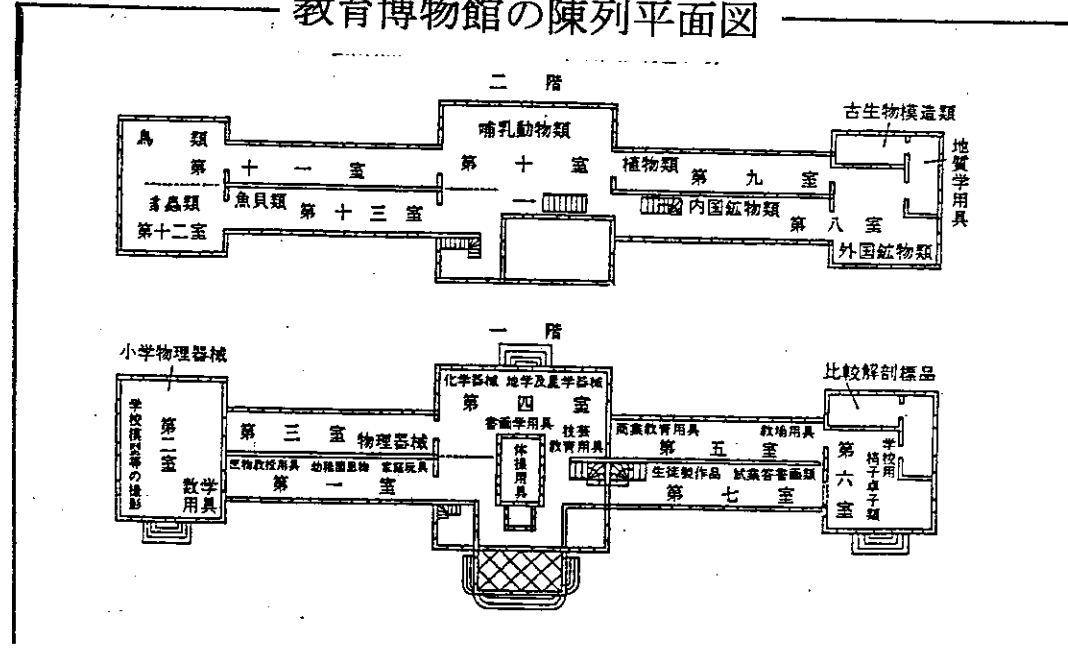 教育博物館の陳列平面図
二階
鳥類
第十一室
哺乳動物類
第十室
植物類
第九室
古生物模造類
地質学用具
第十二室
魚貝類
第十三室
内国鉱物類
第八室
外国鉱物類
一階
小学物理器械
学校模型等の撮影
第二室
数学用具
第三室
物理器械
幼稚園恩物
家庭玩具
第一室
化学器械
地学及星学器械
第四室
書画学用具
技芸教育用具
体操用具
商業教育用具
教場用具
第五室
生徒製作品
試業答書画類
第七室
比較解剖標品
第六室
学校用椅子卓子類